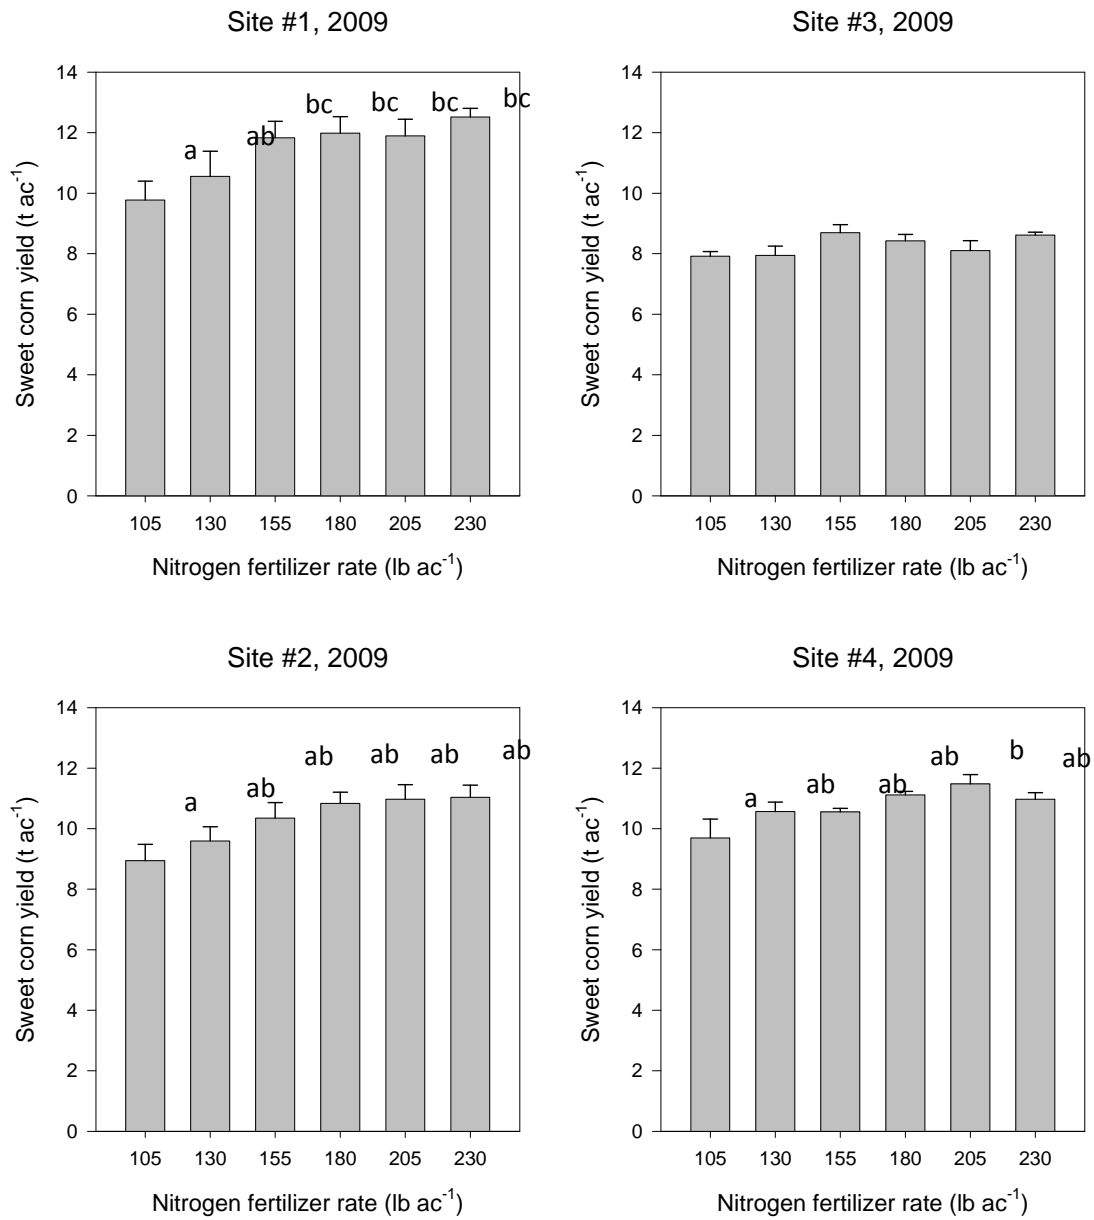 Site #1, 2009
14
12
10
8
6
4
2
0
Sweet corn yield (t ac⁻¹)
a
ab
bc
bc
bc
bc
105 130 155 180 205 230
Nitrogen fertilizer rate (lb ac⁻¹)
Site #3, 2009
14
12
10
8
6
4
2
0
Sweet corn yield (t ac⁻¹)
105 130 155 180 205 230
Nitrogen fertilizer rate (lb ac⁻¹)
Site #2, 2009
14
12
10
8
6
4
2
0
Sweet corn yield (t ac⁻¹)
a
ab
ab
ab
ab
ab
105 130 155 180 205 230
Nitrogen fertilizer rate (lb ac⁻¹)
Site #4, 2009
14
12
10
8
6
4
2
0
Sweet corn yield (t ac⁻¹)
a
ab
ab
ab
b
ab
105 130 155 180 205 230
Nitrogen fertilizer rate (lb ac⁻¹)